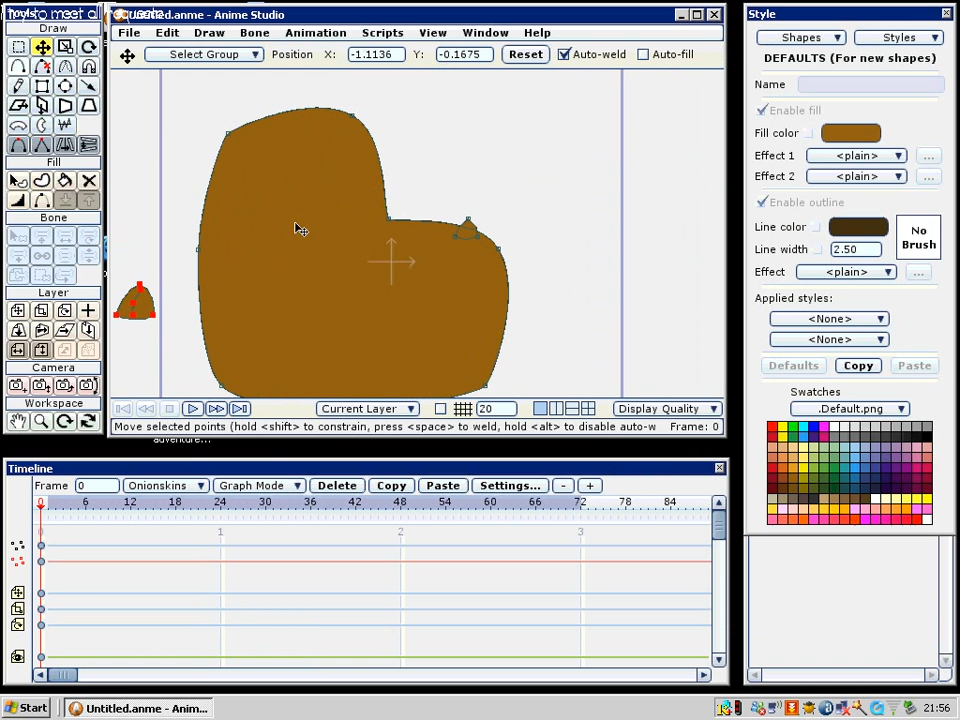 Untitled.anme - Anime Studio
File Edit Draw Bone Animation Scripts View Window Help
Select Group Position X: -1.1136 Y: -0.1675 Reset Auto-weld Auto-fill
Draw
Fill
Bone
Layer
Camera
Workspace
adventure...
Current Layer 20 Display Quality
Move selected points (hold <shift> to constrain, press <space> to weld, hold <alt> to disable auto-w Frame: 0
Style
Shapes Styles
DEFAULTS (For new shapes)
Name
Enable fill
Fill color
Effect 1 <plain> ...
Effect 2 <plain> ...
Enable outline
Line color
No
Brush
Line width 2.50
Effect <plain> ...
Applied styles:
<None>
<None>
Defaults Copy Paste
Swatches
.Default.png
Timeline
Frame 0 Onionskins Graph Mode Delete Copy Paste Settings... - +
0 6 12 18 24 30 36 42 48 54 60 66 72 78 84
0 1 2 3
Start Untitled.anme - Anim... 21:56